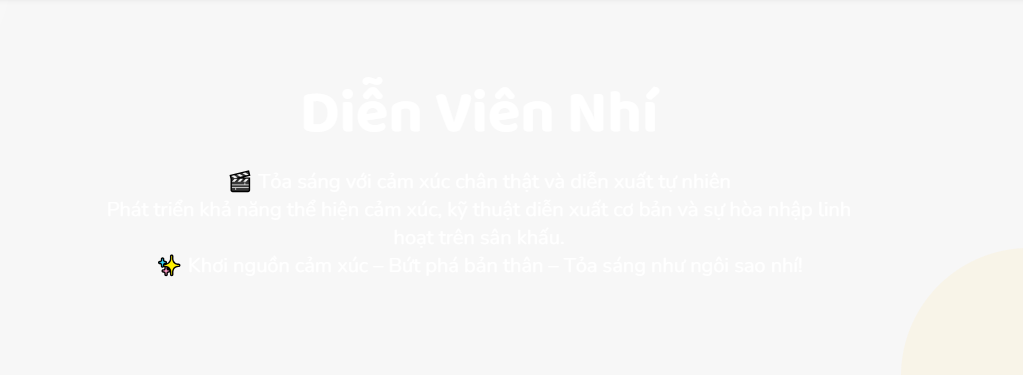 Diễn Viên Nhí
🎬 Tỏa sáng với cảm xúc chân thật và diễn xuất tự nhiên
Phát triển khả năng thể hiện cảm xúc, kỹ thuật diễn xuất cơ bản và sự hòa nhập linh
hoạt trên sân khấu.
✨ Khơi nguồn cảm xúc – Bứt phá bản thân – Tỏa sáng như ngôi sao nhí!